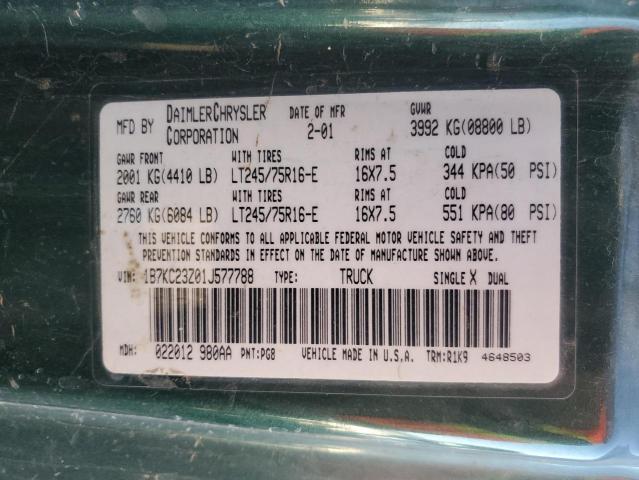 MFD BY DAIMLERCHRYSLER CORPORATION DATE OF MFR 2-01 GVWR 3992 KG(08800 LB)
GAWR FRONT WITH TIRES RIMS AT COLD
2001 KG(4410 LB) LT245/75R16-E 16X7.5 344 KPA(50 PSI)
GAWR REAR WITH TIRES RIMS AT COLD
2760 KG(6084 LB) LT245/75R16-E 16X7.5 551 KPA(80 PSI)
THIS VEHICLE CONFORMS TO ALL APPLICABLE FEDERAL MOTOR VEHICLE SAFETY AND THEFT
PREVENTION STANDARDS IN EFFECT ON THE DATE OF MANUFACTURE SHOWN ABOVE.
VIN: 1B7KC23Z01J577788 TYPE: TRUCK SINGLE X DUAL
MDH: 022012 980AA PNT:PG8 VEHICLE MADE IN U.S.A. TRM:R1K9 4648503